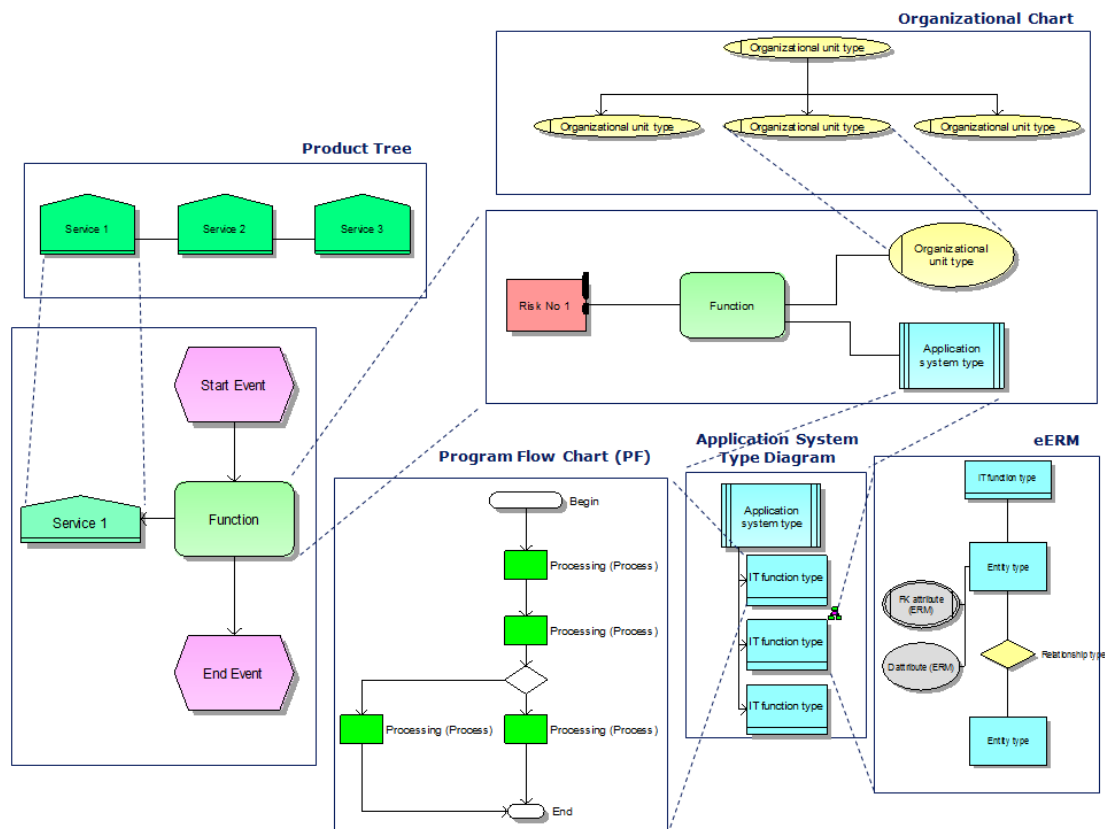 Organizational Chart
Organizational unit type
Organizational unit type
Organizational unit type
Organizational unit type
Product Tree
Service 1
Service 2
Service 3
Organizational
unit type
Risk No 1
Function
Application
system type
Start Event
Service 1
Function
End Event
Program Flow Chart (PF)
Begin
Processing (Process)
Processing (Process)
Processing (Process)
Processing (Process)
End
Application System
Type Diagram
Application
system type
IT function type
IT function type
IT function type
eERM
IT function type
Entity type
FK attribute
(ERM)
D attribute (ERM)
Relationship type
Entity type